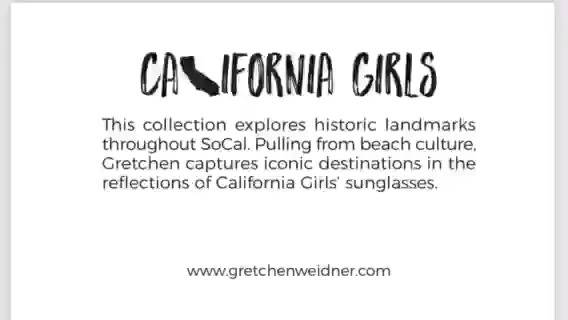 CALIFORNIA GIRLS
This collection explores historic landmarks
throughout SoCal. Pulling from beach culture,
Gretchen captures iconic destinations in the
reflections of California Girls' sunglasses.
www.gretchenweidner.com